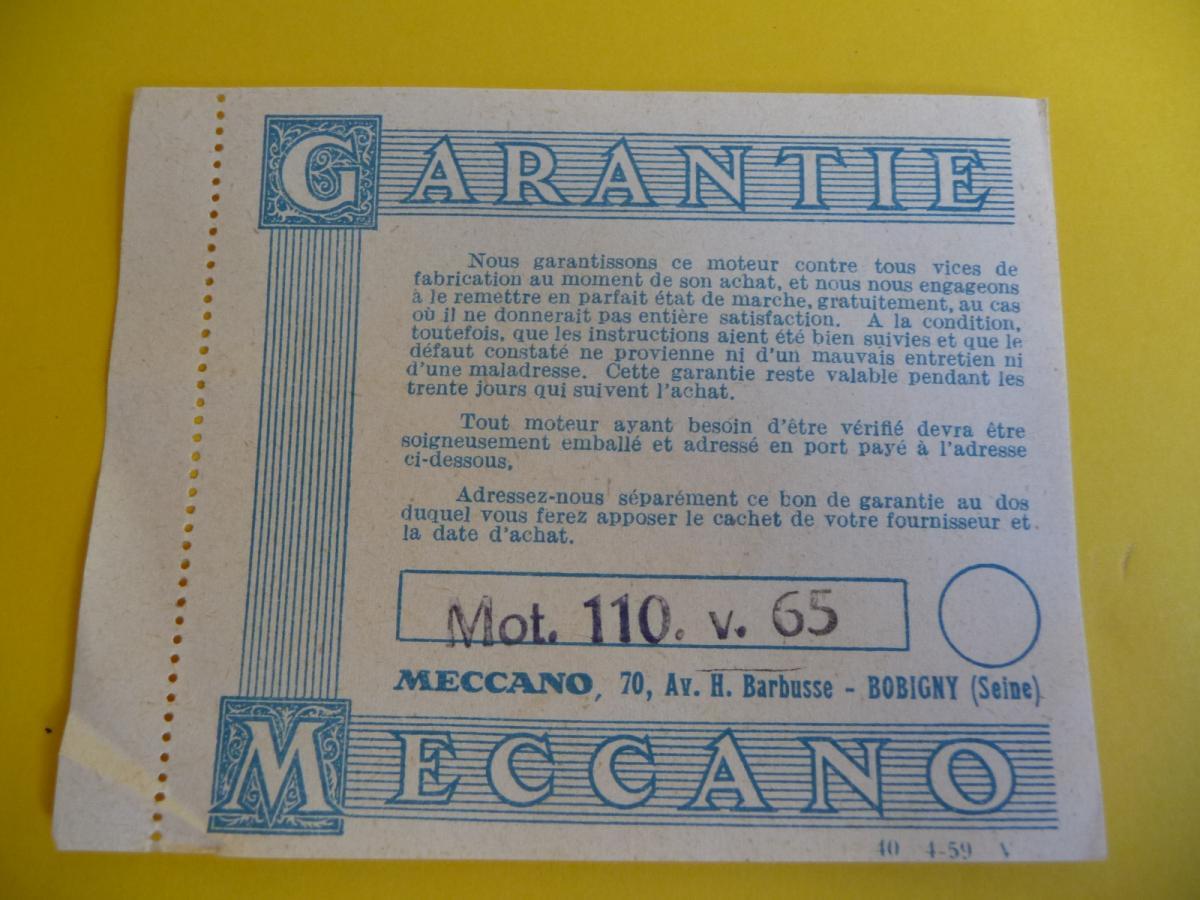 GARANTIE
Nous garantissons ce moteur contre tous vices de
fabrication au moment de son achat, et nous nous engageons
à le remettre en parfait état de marche, gratuitement, au cas
où il ne donnerait pas entière satisfaction. A la condition,
toutefois, que les instructions aient été bien suivies et que le
défaut constaté ne provienne ni d'un mauvais entretien ni
d'une maladresse. Cette garantie reste valable pendant les
trente jours qui suivent l'achat.
Tout moteur ayant besoin d'être vérifié devra être
soigneusement emballé et adressé en port payé à l'adresse
ci-dessous,
Adressez-nous séparément ce bon de garantie au dos
duquel vous ferez apposer le cachet de votre fournisseur et
la date d'achat.
Mot. 110. v. 65
MECCANO, 70, Av. H. Barbusse - BOBIGNY (Seine)
MECCANO
40 4-59